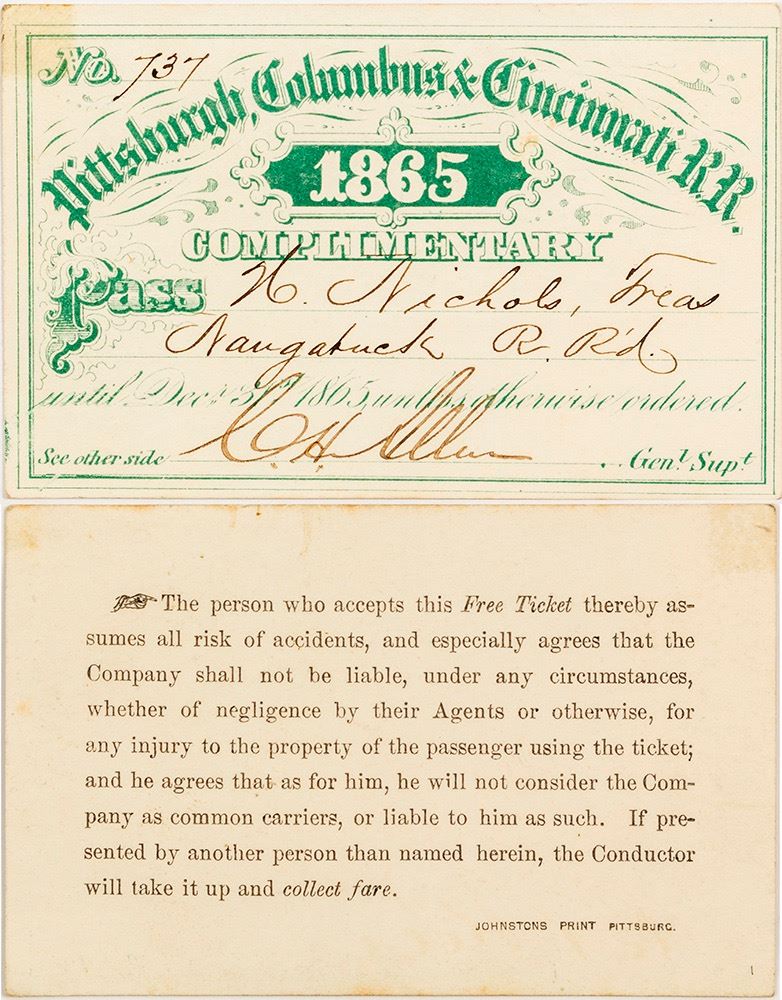 No. 737
Pittsburgh, Columbus & Cincinnati R.R.
1865
COMPLIMENTARY
Pass H. Nichols, Treas
Naugatuck R. Rd.
until Decr. 31st 1865, unless otherwise ordered.
See other side C H Allen Genl. Supt.
The person who accepts this Free Ticket thereby as-
sumes all risk of accidents, and especially agrees that the
Company shall not be liable, under any circumstances,
whether of negligence by their Agents or otherwise, for
any injury to the property of the passenger using the ticket;
and he agrees that as for him, he will not consider the Com-
pany as common carriers, or liable to him as such. If pre-
sented by another person than named herein, the Conductor
will take it up and collect fare.
JOHNSTONS PRINT PITTSBURG.